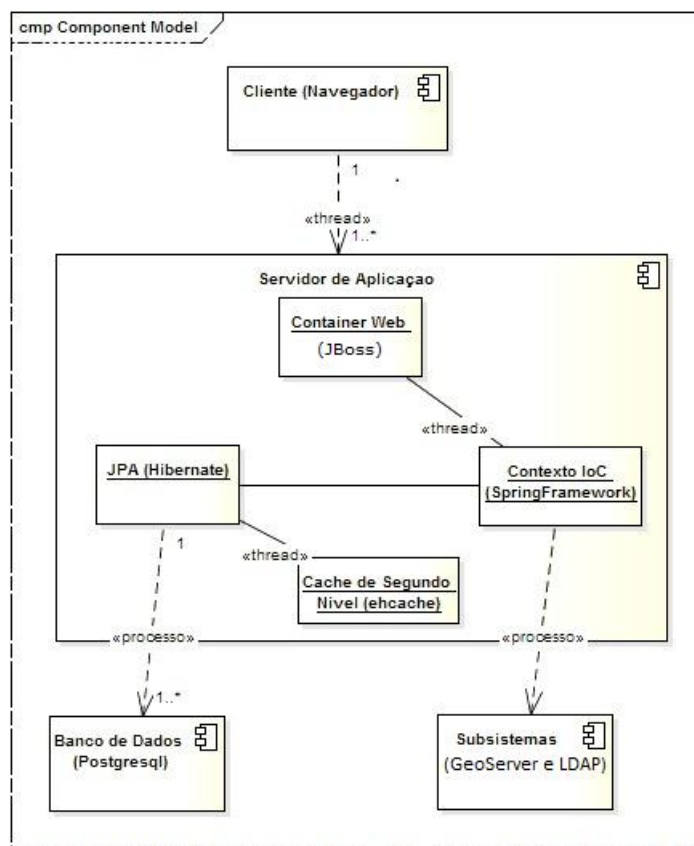 cmp Component Model
Cliente (Navegador)
1
«thread»
1..*
Servidor de Aplicaçao
Container Web
(JBoss)
«thread»
JPA (Hibernate)
Contexto IoC
(SpringFramework)
1
«thread»
Cache de Segundo
Nivel (ehcache)
«processo»
«processo»
1..*
Banco de Dados
(Postgresql)
Subsistemas
(GeoServer e LDAP)